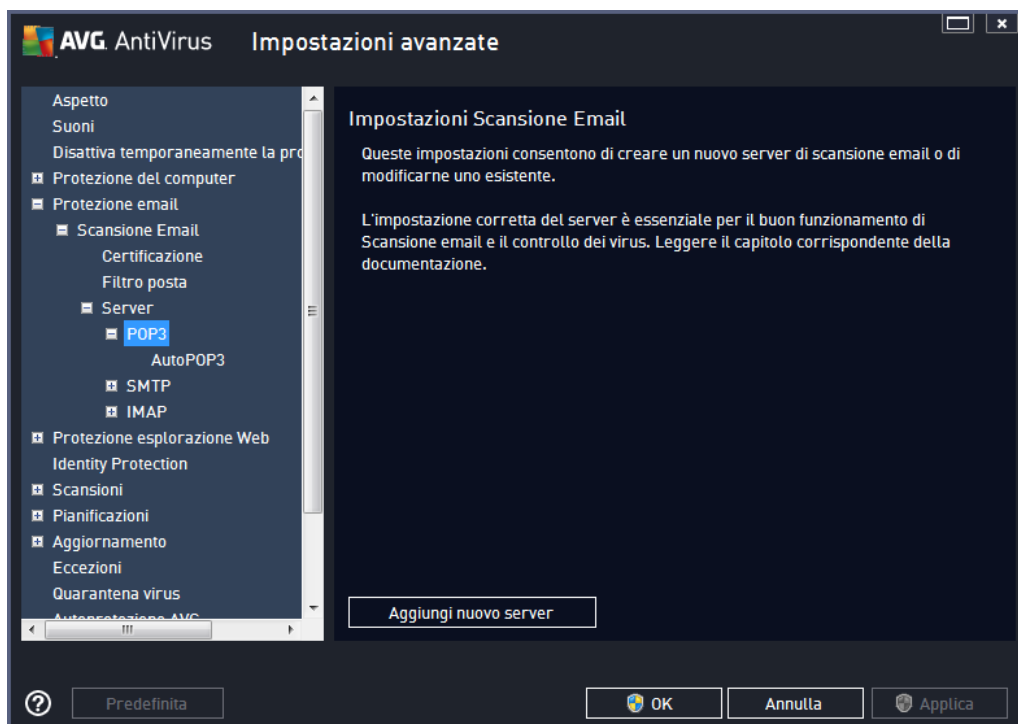 AVG. AntiVirus Impostazioni avanzate
Aspetto
Suoni
Disattiva temporaneamente la pro
Protezione del computer
Protezione email
Scansione Email
Certificazione
Filtro posta
Server
POP3
AutoPOP3
SMTP
IMAP
Protezione esplorazione Web
Identity Protection
Scansioni
Pianificazioni
Aggiornamento
Eccezioni
Quarantena virus
Autoprotezione AVG
Impostazioni Scansione Email
Queste impostazioni consentono di creare un nuovo server di scansione email o di
modificarne uno esistente.
L'impostazione corretta del server è essenziale per il buon funzionamento di
Scansione email e il controllo dei virus. Leggere il capitolo corrispondente della
documentazione.
Aggiungi nuovo server
Predefinita
OK
Annulla
Applica